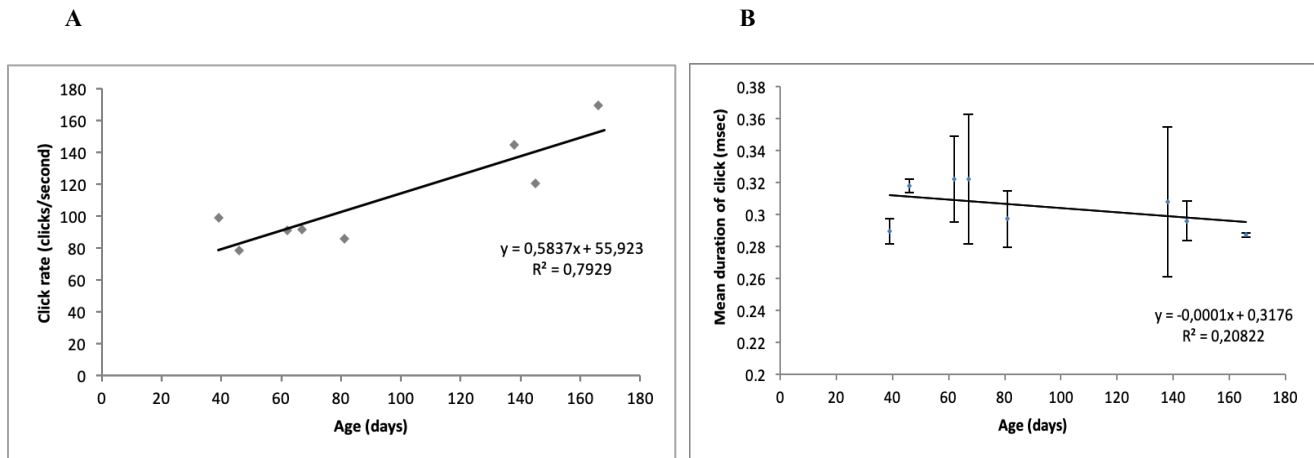 A
B
Click rate (clicks/second)
180
160
140
120
100
80
60
40
20
0
0 20 40 60 80 100 120 140 160 180
Age (days)
y = 0,5837x + 55,923
R² = 0,7929
Mean duration of click (msec)
0,38
0,36
0,34
0,32
0,3
0,28
0,26
0,24
0,22
0,2
0 20 40 60 80 100 120 140 160 180
Age (days)
y = -0,0001x + 0,3176
R² = 0,20822